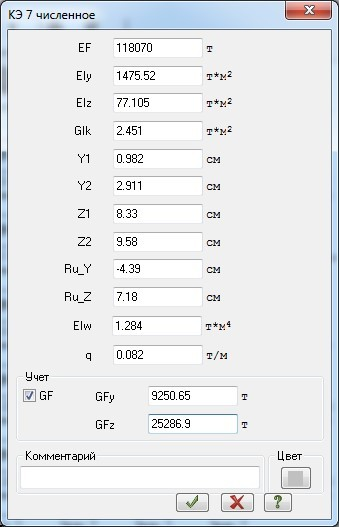 КЭ 7 численное
EF 118070 т
EIy 1475.52 т*м²
EIz 77.105 т*м²
GIk 2.451 т*м²
Y1 0.982 см
Y2 2.911 см
Z1 8.33 см
Z2 9.58 см
Ru_Y -4.39 см
Ru_Z 7.18 см
EIw 1.284 т*м⁴
q 0.082 т/м
Учет
GF GFy 9250.65 т
GFz 25286.9 т
Комментарий Цвет
?